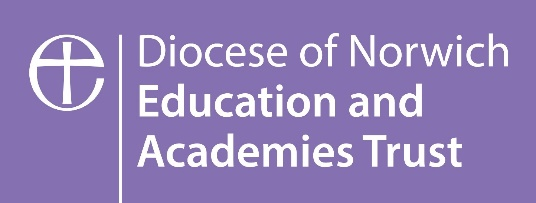 Diocese of Norwich
Education and
Academies Trust